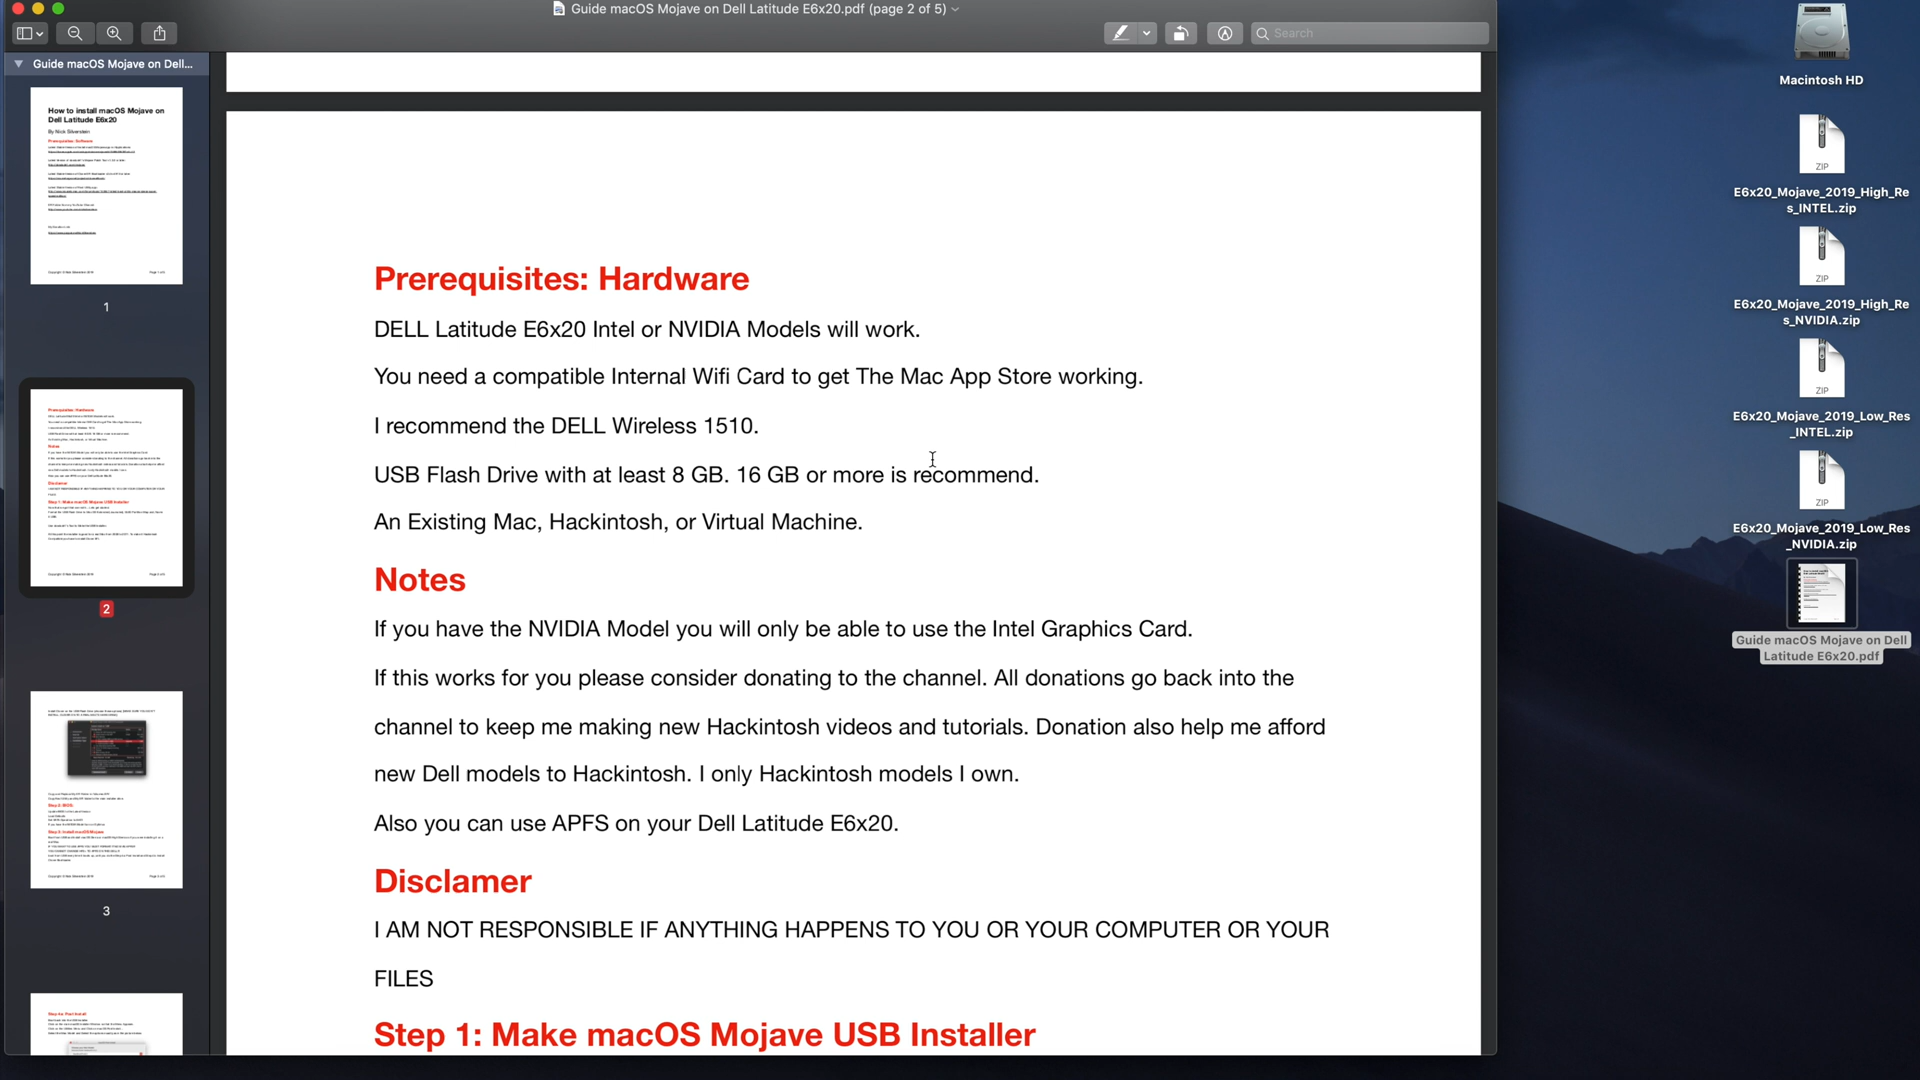 Guide macOS Mojave on Dell Latitude E6x20.pdf (page 2 of 5)
Search
Guide macOS Mojave on Dell...
How to install macOS Mojave on
Dell Latitude E6x20
By Nick Silverstein
Prerequisites: Software
1
2
3
Prerequisites: Hardware
DELL Latitude E6x20 Intel or NVIDIA Models will work.
You need a compatible Internal Wifi Card to get The Mac App Store working.
I recommend the DELL Wireless 1510.
USB Flash Drive with at least 8 GB. 16 GB or more is recommend.
An Existing Mac, Hackintosh, or Virtual Machine.
Notes
If you have the NVIDIA Model you will only be able to use the Intel Graphics Card.
If this works for you please consider donating to the channel. All donations go back into the
channel to keep me making new Hackintosh videos and tutorials. Donation also help me afford
new Dell models to Hackintosh. I only Hackintosh models I own.
Also you can use APFS on your Dell Latitude E6x20.
Disclamer
I AM NOT RESPONSIBLE IF ANYTHING HAPPENS TO YOU OR YOUR COMPUTER OR YOUR
FILES
Step 1: Make macOS Mojave USB Installer
Macintosh HD
ZIP
E6x20_Mojave_2019_High_Re
s_INTEL.zip
ZIP
E6x20_Mojave_2019_High_Re
s_NVIDIA.zip
ZIP
E6x20_Mojave_2019_Low_Res
_INTEL.zip
ZIP
E6x20_Mojave_2019_Low_Res
_NVIDIA.zip
Guide macOS Mojave on Dell
Latitude E6x20.pdf